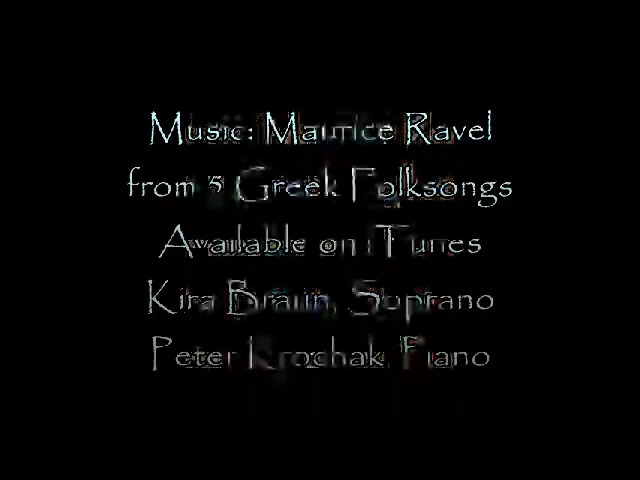 Music: Maurice Ravel
from 5 Greek Folksongs
Available on iTunes
Kira Braun, Soprano
Peter Krochak, Piano